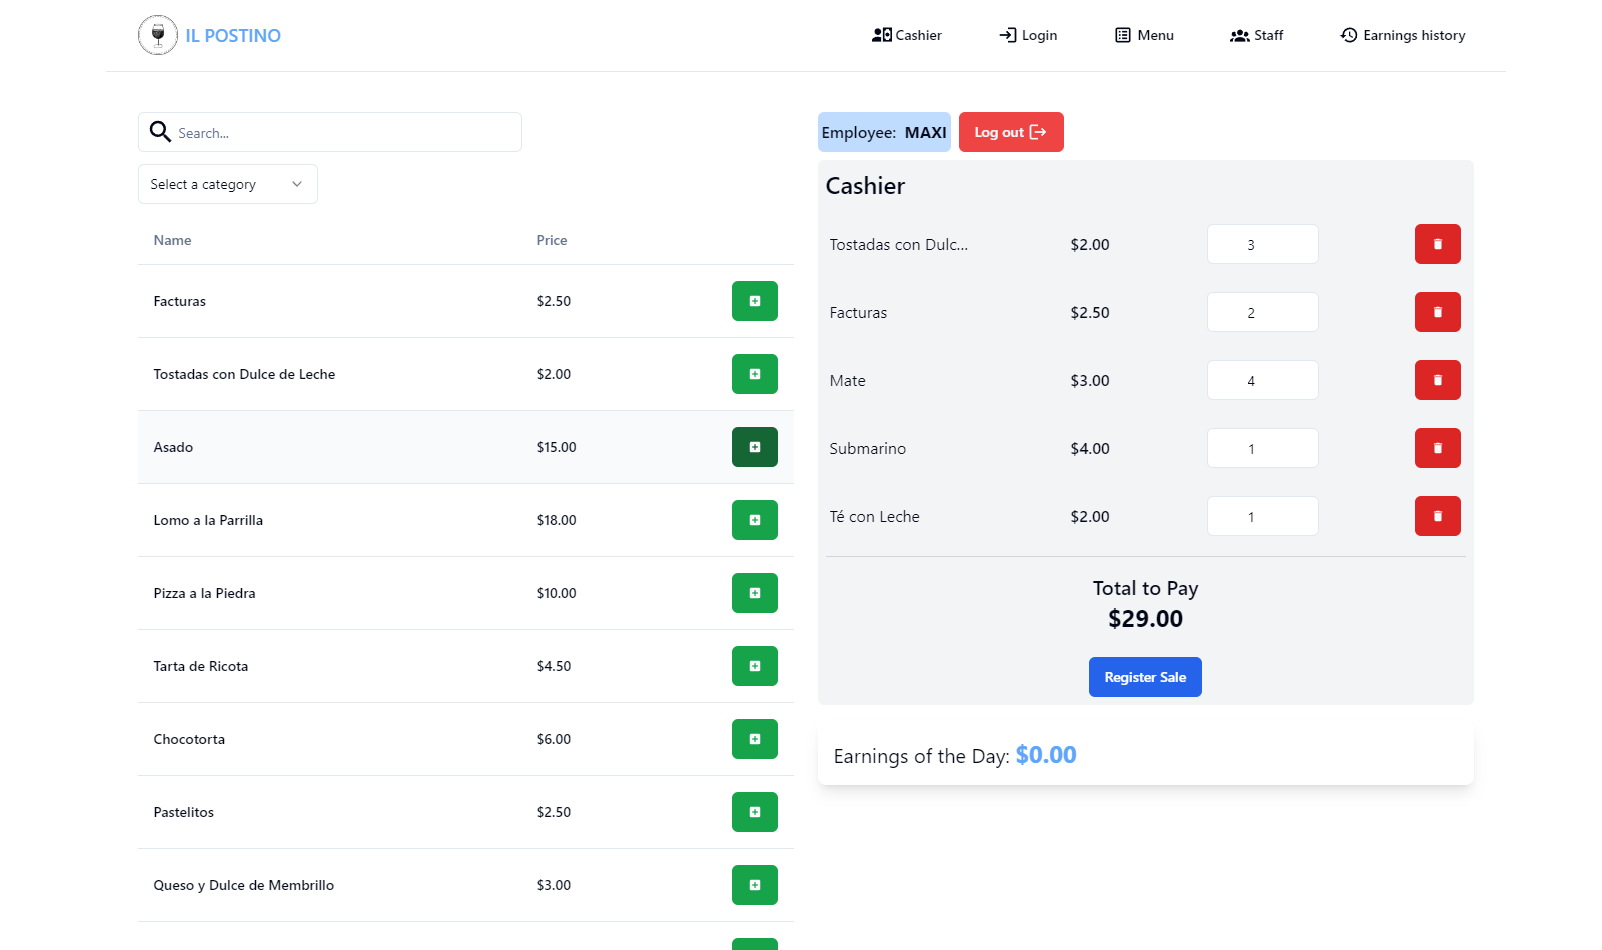 IL POSTINO
Cashier
Login
Menu
Staff
Earnings history
Search...
Select a category
Name Price
Facturas $2.50
Tostadas con Dulce de Leche $2.00
Asado $15.00
Lomo a la Parrilla $18.00
Pizza a la Piedra $10.00
Tarta de Ricota $4.50
Chocotorta $6.00
Pastelitos $2.50
Queso y Dulce de Membrillo $3.00
Employee: MAXI
Log out
Cashier
Tostadas con Dulc... $2.00 3
Facturas $2.50 2
Mate $3.00 4
Submarino $4.00 1
Té con Leche $2.00 1
Total to Pay
$29.00
Register Sale
Earnings of the Day: $0.00